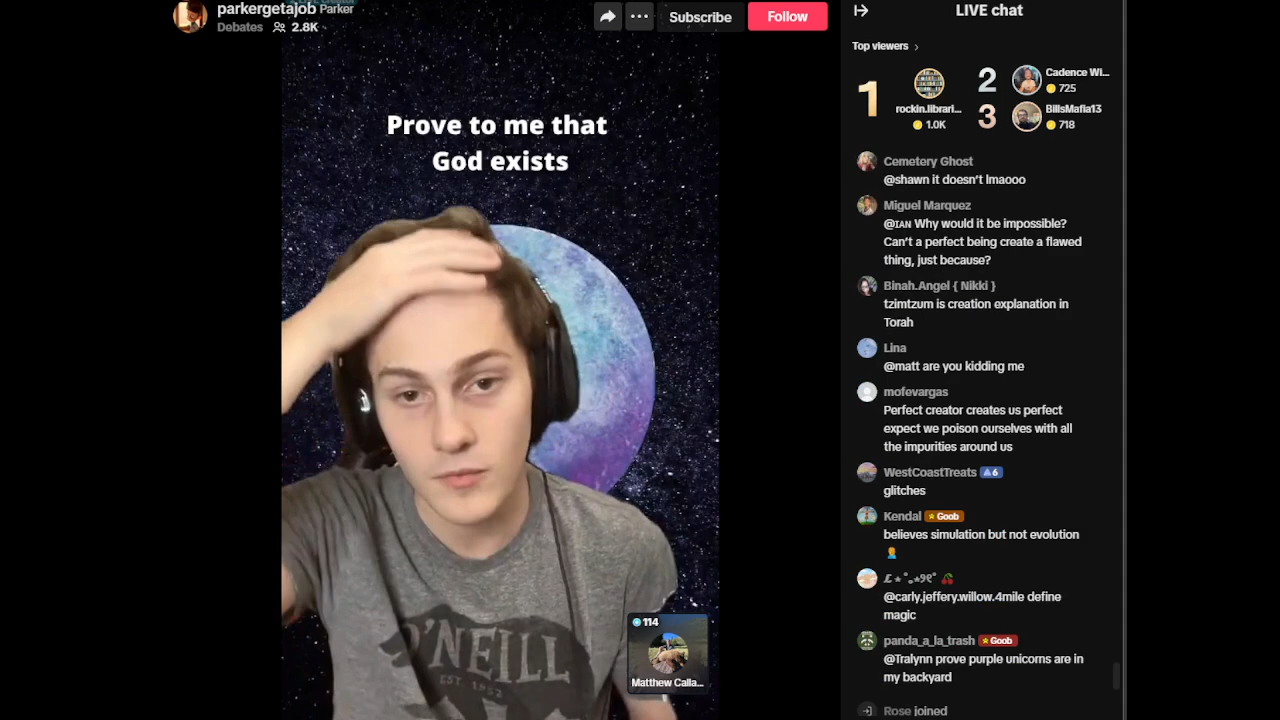 parkergetajob Parker
Debates 2.8K
Subscribe
Follow
Prove to me that
God exists
O'NEILL
EST. 1952
114
Matthew Calla...
LIVE chat
Top viewers
1
rockin.librari...
1.0K
2
Cadence Wi...
725
3
BillsMafia13
718
Cemetery Ghost
@shawn it doesn't lmaooo
Miguel Marquez
@IAN Why would it be impossible?
Can't a perfect being create a flawed
thing, just because?
Binah.Angel { Nikki }
tzimtzum is creation explanation in
Torah
Lina
@matt are you kidding me
mofevargas
Perfect creator creates us perfect
expect we poison ourselves with all
the impurities around us
WestCoastTreats 6
glitches
Kendal Goob
believes simulation but not evolution
@carly.jeffery.willow.4mile define
magic
panda_a_la_trash Goob
@Tralynn prove purple unicorns are in
my backyard
Rose joined